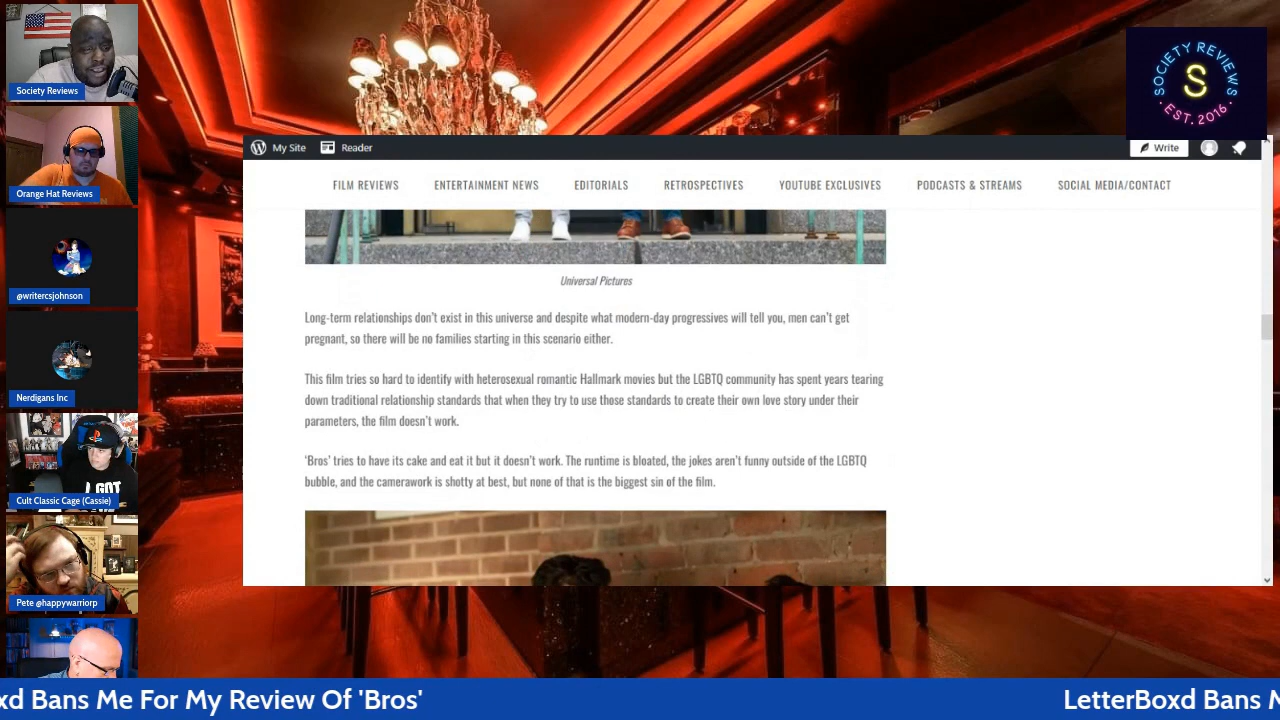 Society Reviews
Orange Hat Reviews
@writercsjohnson
Nerdigans Inc
Cult Classic Cage (Cassie)
Pete @happywarriorp
SOCIETY REVIEWS
S
· EST. 2016 ·
My Site Reader Write
FILM REVIEWS ENTERTAINMENT NEWS EDITORIALS RETROSPECTIVES YOUTUBE EXCLUSIVES PODCASTS & STREAMS SOCIAL MEDIA/CONTACT
Universal Pictures
Long-term relationships don't exist in this universe and despite what modern-day progressives will tell you, men can't get
pregnant, so there will be no families starting in this scenario either.
This film tries so hard to identify with heterosexual romantic Hallmark movies but the LGBTQ community has spent years tearing
down traditional relationship standards that when they try to use those standards to create their own love story under their
parameters, the film doesn't work.
'Bros' tries to have its cake and eat it but it doesn't work. The runtime is bloated, the jokes aren't funny outside of the LGBTQ
bubble, and the camerawork is shotty at best, but none of that is the biggest sin of the film.
xd Bans Me For My Review Of 'Bros' LetterBoxd Bans M